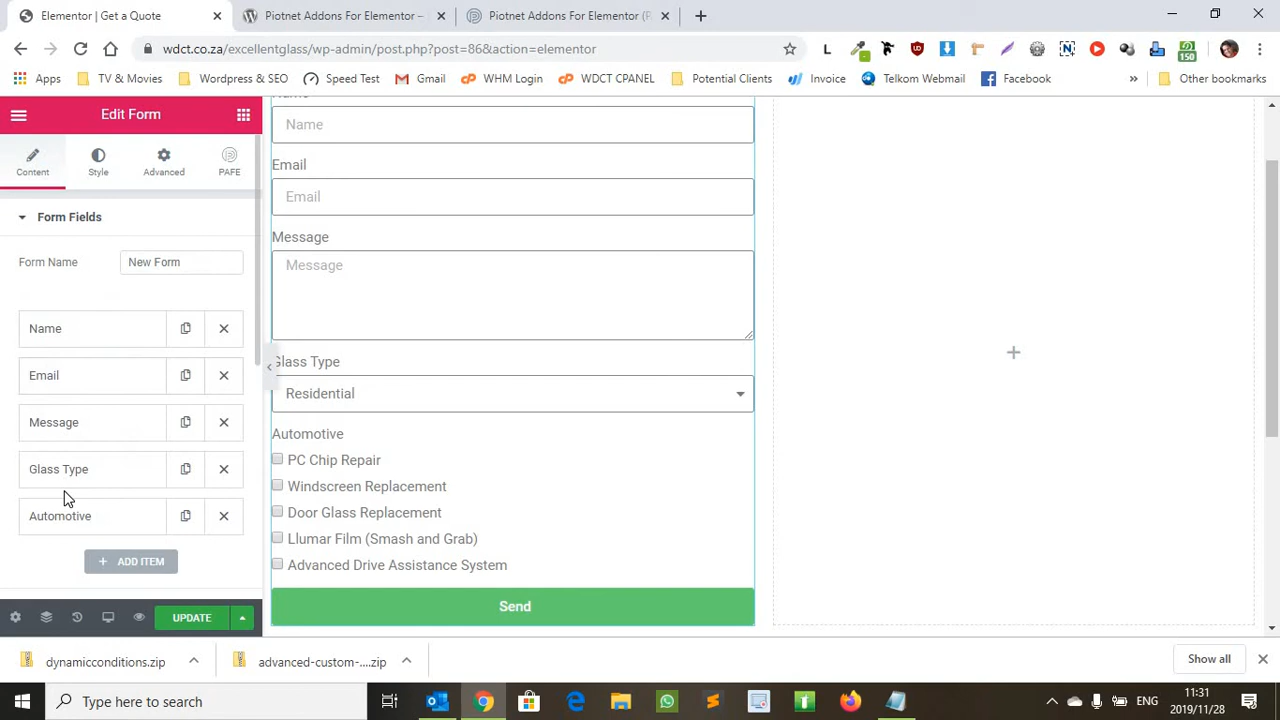 Elementor | Get a Quote
Piotnet Addons For Elementor –
Piotnet Addons For Elementor (P
wdct.co.za/excellentglass/wp-admin/post.php?post=86&action=elementor
150
Apps
TV & Movies
Wordpress & SEO
Speed Test
Gmail
WHM Login
WDCT CPANEL
Potential Clients
Invoice
Telkom Webmail
Facebook
»
Other bookmarks
Edit Form
Content
Style
Advanced
PAFE
Form Fields
Form Name
New Form
Name
Email
Message
Glass Type
Automotive
+ ADD ITEM
UPDATE
Name
Name
Email
Email
Message
Message
Glass Type
Residential
Automotive
PC Chip Repair
Windscreen Replacement
Door Glass Replacement
Llumar Film (Smash and Grab)
Advanced Drive Assistance System
Send
dynamicconditions.zip
advanced-custom-....zip
Show all
Type here to search
ENG
11:31
2019/11/28